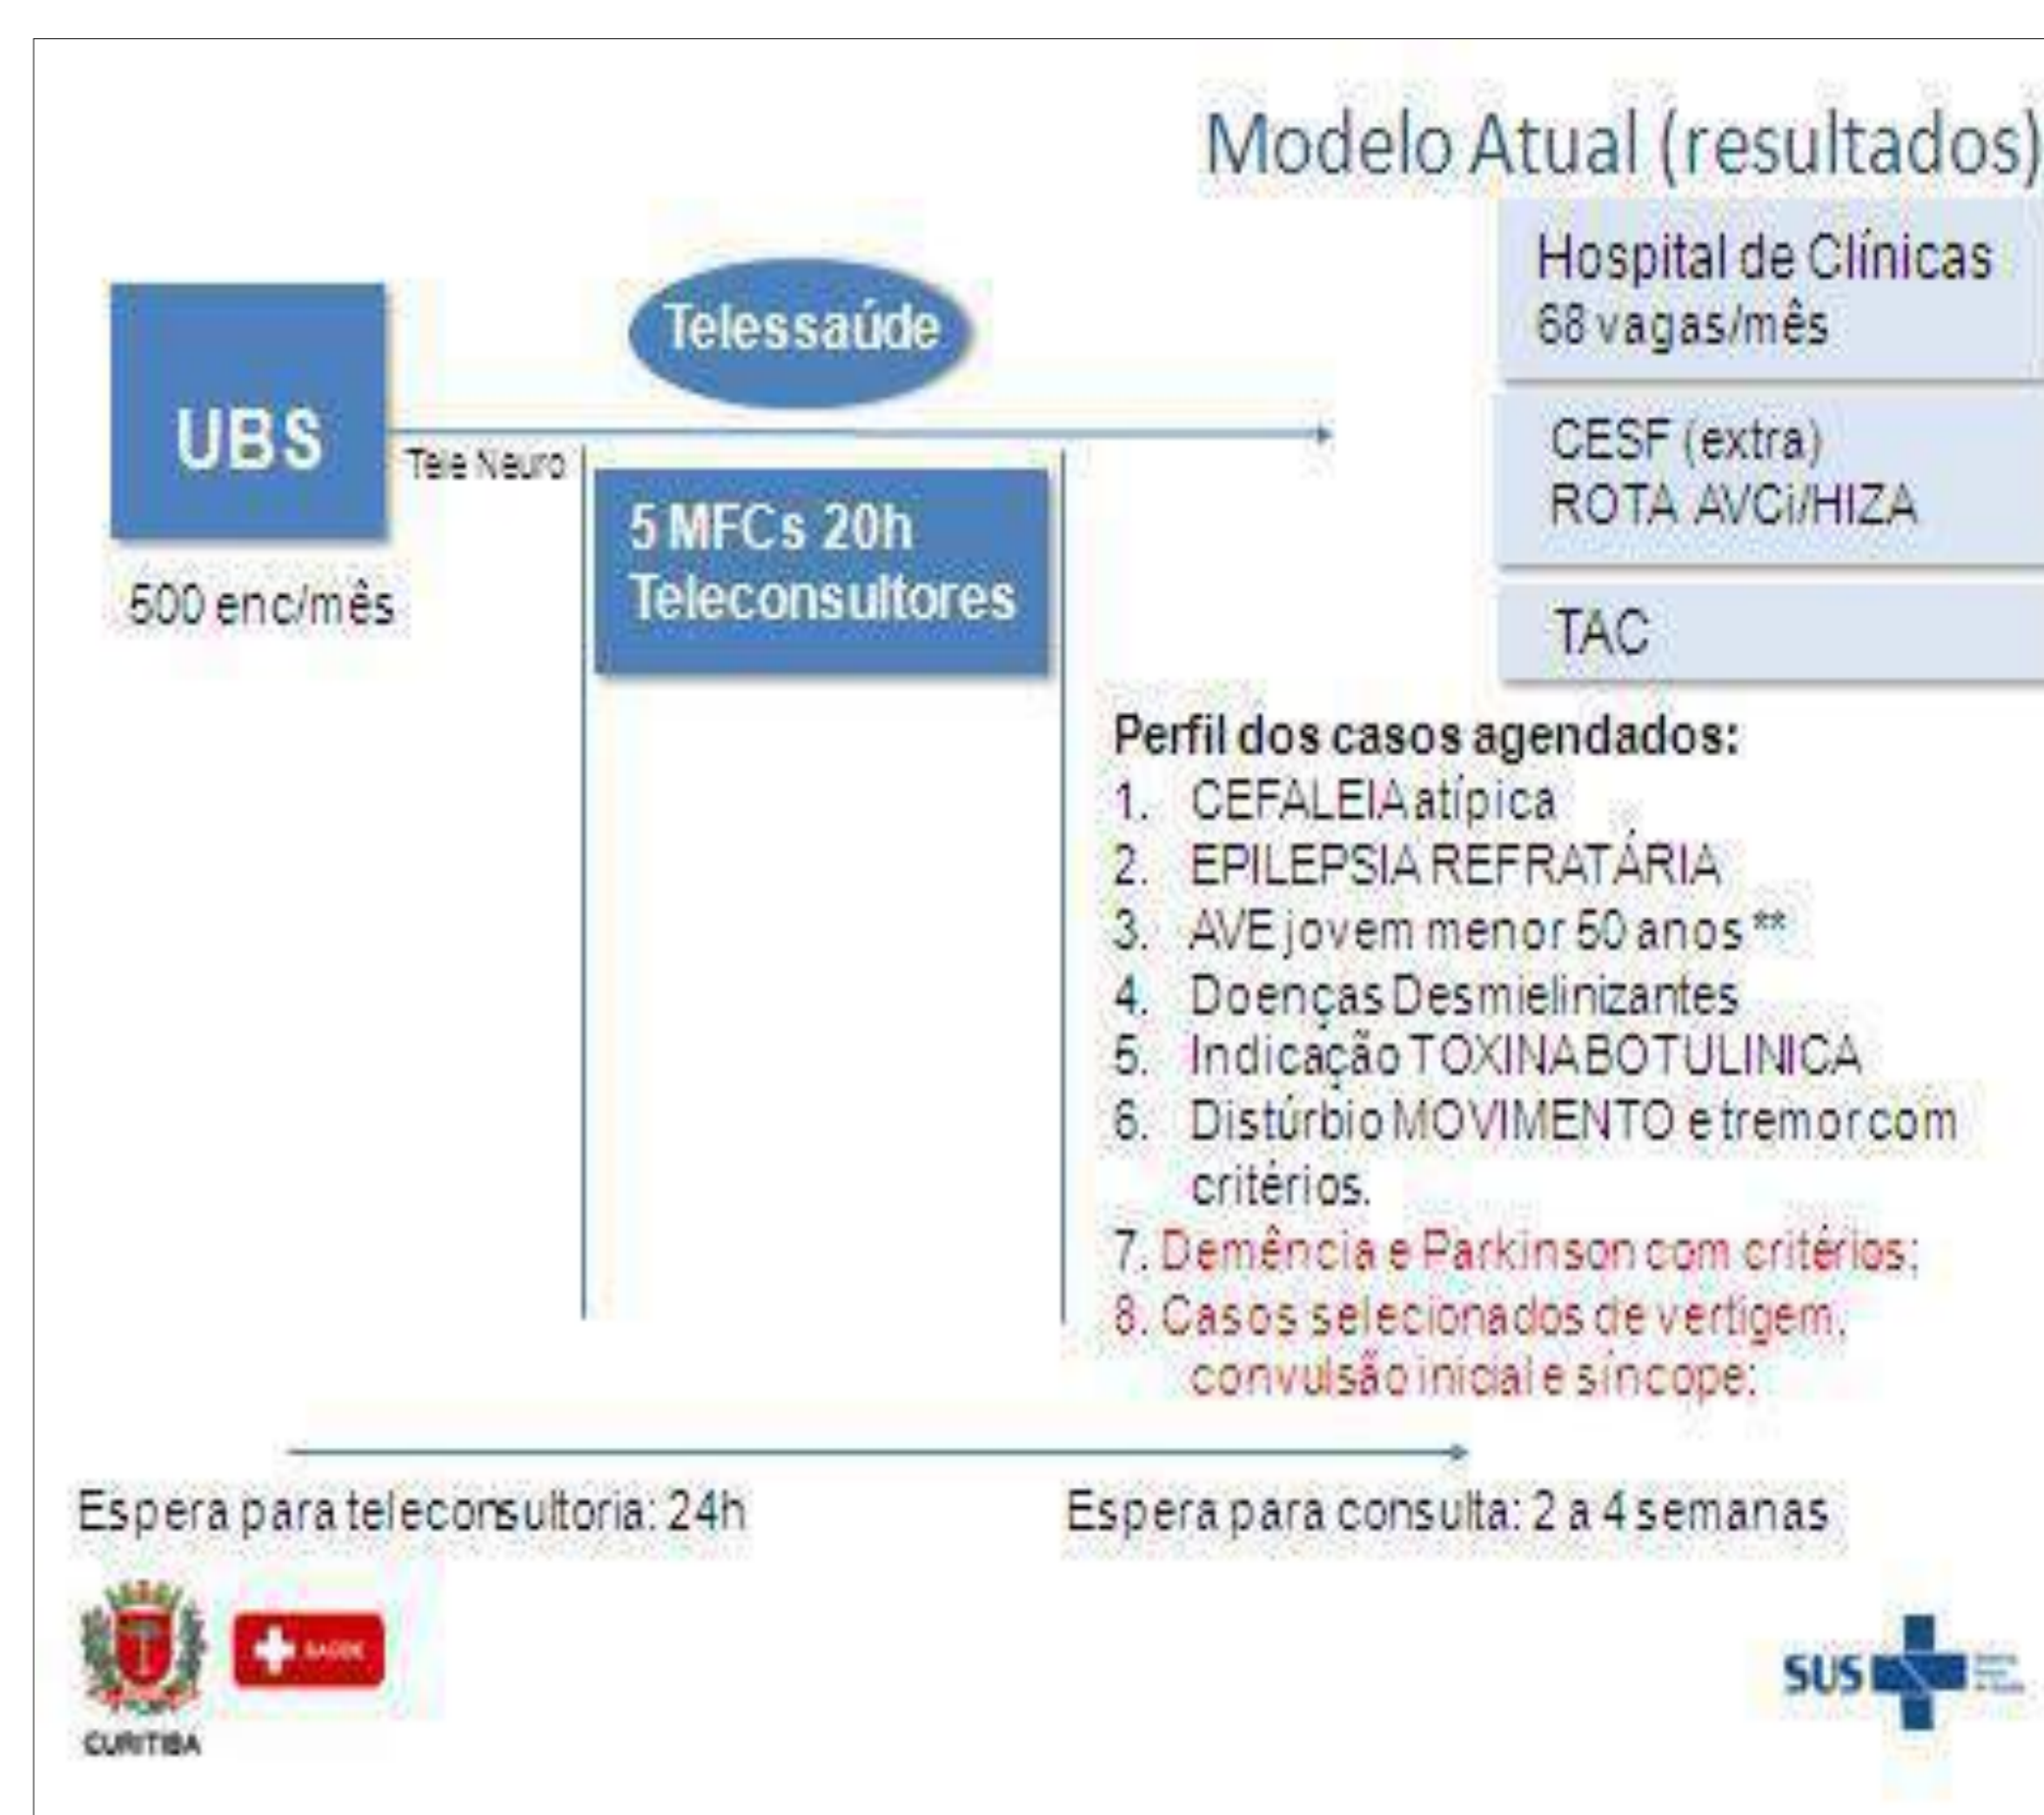 Modelo Atual (resultados)
Hospital de Clínicas
68 vagas/mês
CESF (extra)
ROTA AVCi/HIZA
TAC
Telessaúde
UBS
Tele Neuro
5 MFCs 20h
Teleconsultores
500 enc/mês
Perfil dos casos agendados:
1. CEFALEIA atípica
2. EPILEPSIA REFRATÁRIA
3. AVE jovem menor 50 anos **
4. Doenças Desmielinizantes
5. Indicação TOXINA BOTULINICA
6. Distúrbio MOVIMENTO e tremor com
critérios.
7. Demência e Parkinson com critérios;
8. Casos selecionados de vertigem,
convulsão inicial e síncope;
Espera para teleconsultoria: 24h
Espera para consulta: 2 a 4 semanas
SAÚDE
CURITIBA
SUS